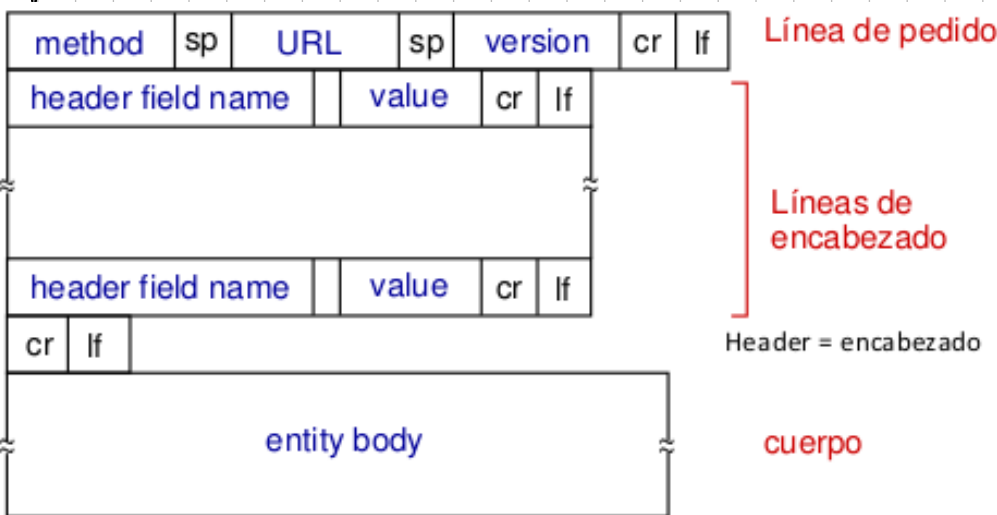 method sp URL sp version cr lf Línea de pedido
header field name value cr lf
Líneas de
encabezado
header field name value cr lf
cr lf
Header = encabezado
entity body cuerpo